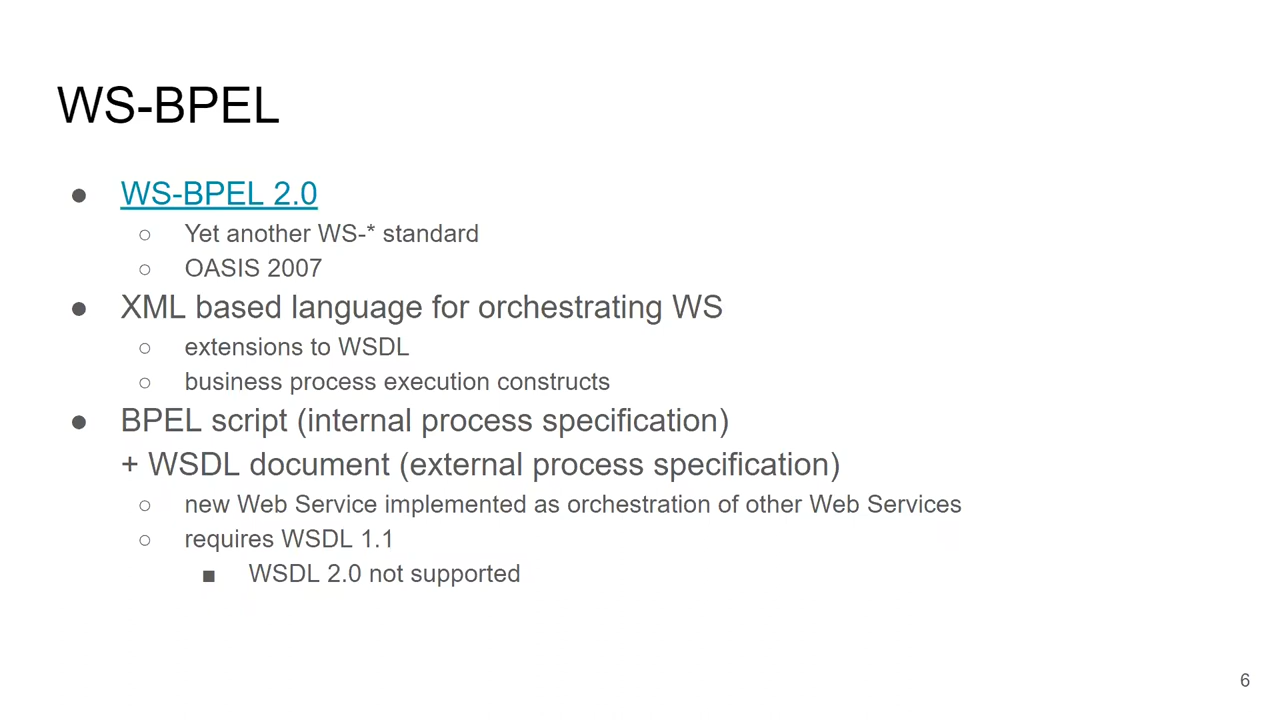 WS-BPEL
● WS-BPEL 2.0
○ Yet another WS-* standard
○ OASIS 2007
● XML based language for orchestrating WS
○ extensions to WSDL
○ business process execution constructs
● BPEL script (internal process specification)
+ WSDL document (external process specification)
○ new Web Service implemented as orchestration of other Web Services
○ requires WSDL 1.1
■ WSDL 2.0 not supported
6